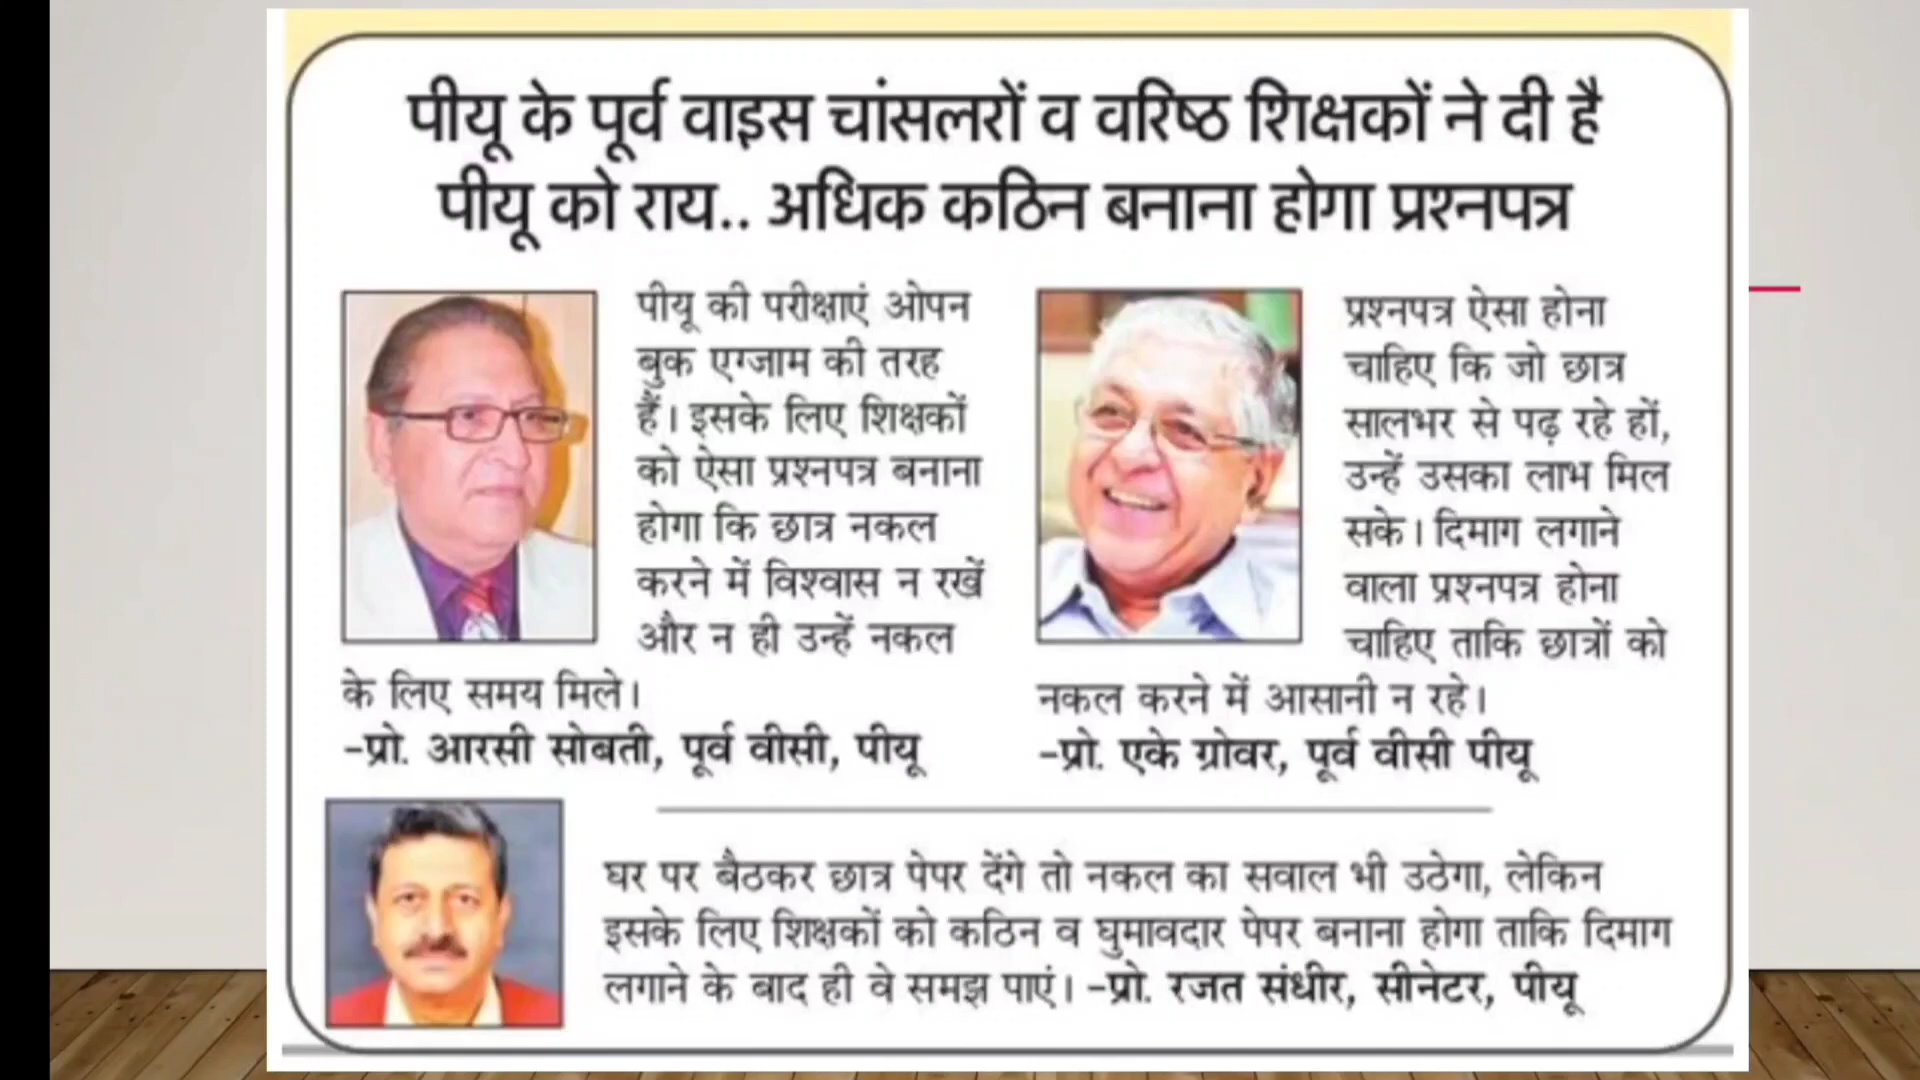 पीयू के पूर्व वाइस चांसलरों व वरिष्ठ शिक्षकों ने दी है
पीयू को राय.. अधिक कठिन बनाना होगा प्रश्नपत्र
पीयू की परीक्षाएं ओपन
बुक एग्जाम की तरह
हैं। इसके लिए शिक्षकों
को ऐसा प्रश्नपत्र बनाना
होगा कि छात्र नकल
करने में विश्वास न रखें
और न ही उन्हें नकल
के लिए समय मिले।
-प्रो. आरसी सोबती, पूर्व वीसी, पीयू
प्रश्नपत्र ऐसा होना
चाहिए कि जो छात्र
सालभर से पढ़ रहे हों,
उन्हें उसका लाभ मिल
सके। दिमाग लगाने
वाला प्रश्नपत्र होना
चाहिए ताकि छात्रों को
नकल करने में आसानी न रहे।
-प्रो. एके ग्रोवर, पूर्व वीसी पीयू
घर पर बैठकर छात्र पेपर देंगे तो नकल का सवाल भी उठेगा, लेकिन
इसके लिए शिक्षकों को कठिन व घुमावदार पेपर बनाना होगा ताकि दिमाग
लगाने के बाद ही वे समझ पाएं। -प्रो. रजत संधीर, सीनेटर, पीयू